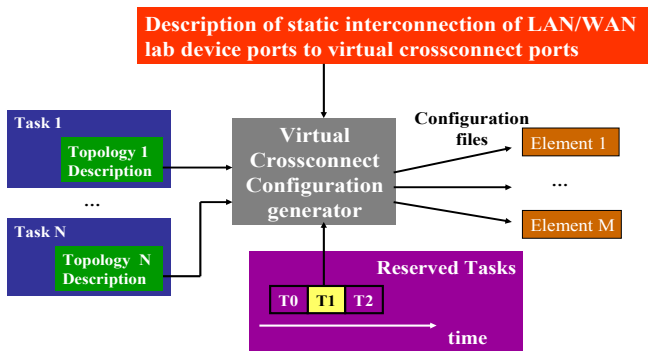 Description of static interconnection of LAN/WAN
lab device ports to virtual crossconnect ports
Task 1
Topology 1
Description
...
Task N
Topology N
Description
Virtual
Crossconnect
Configuration
generator
Configuration
files
Element 1
...
Element M
Reserved Tasks
T0 T1 T2
time